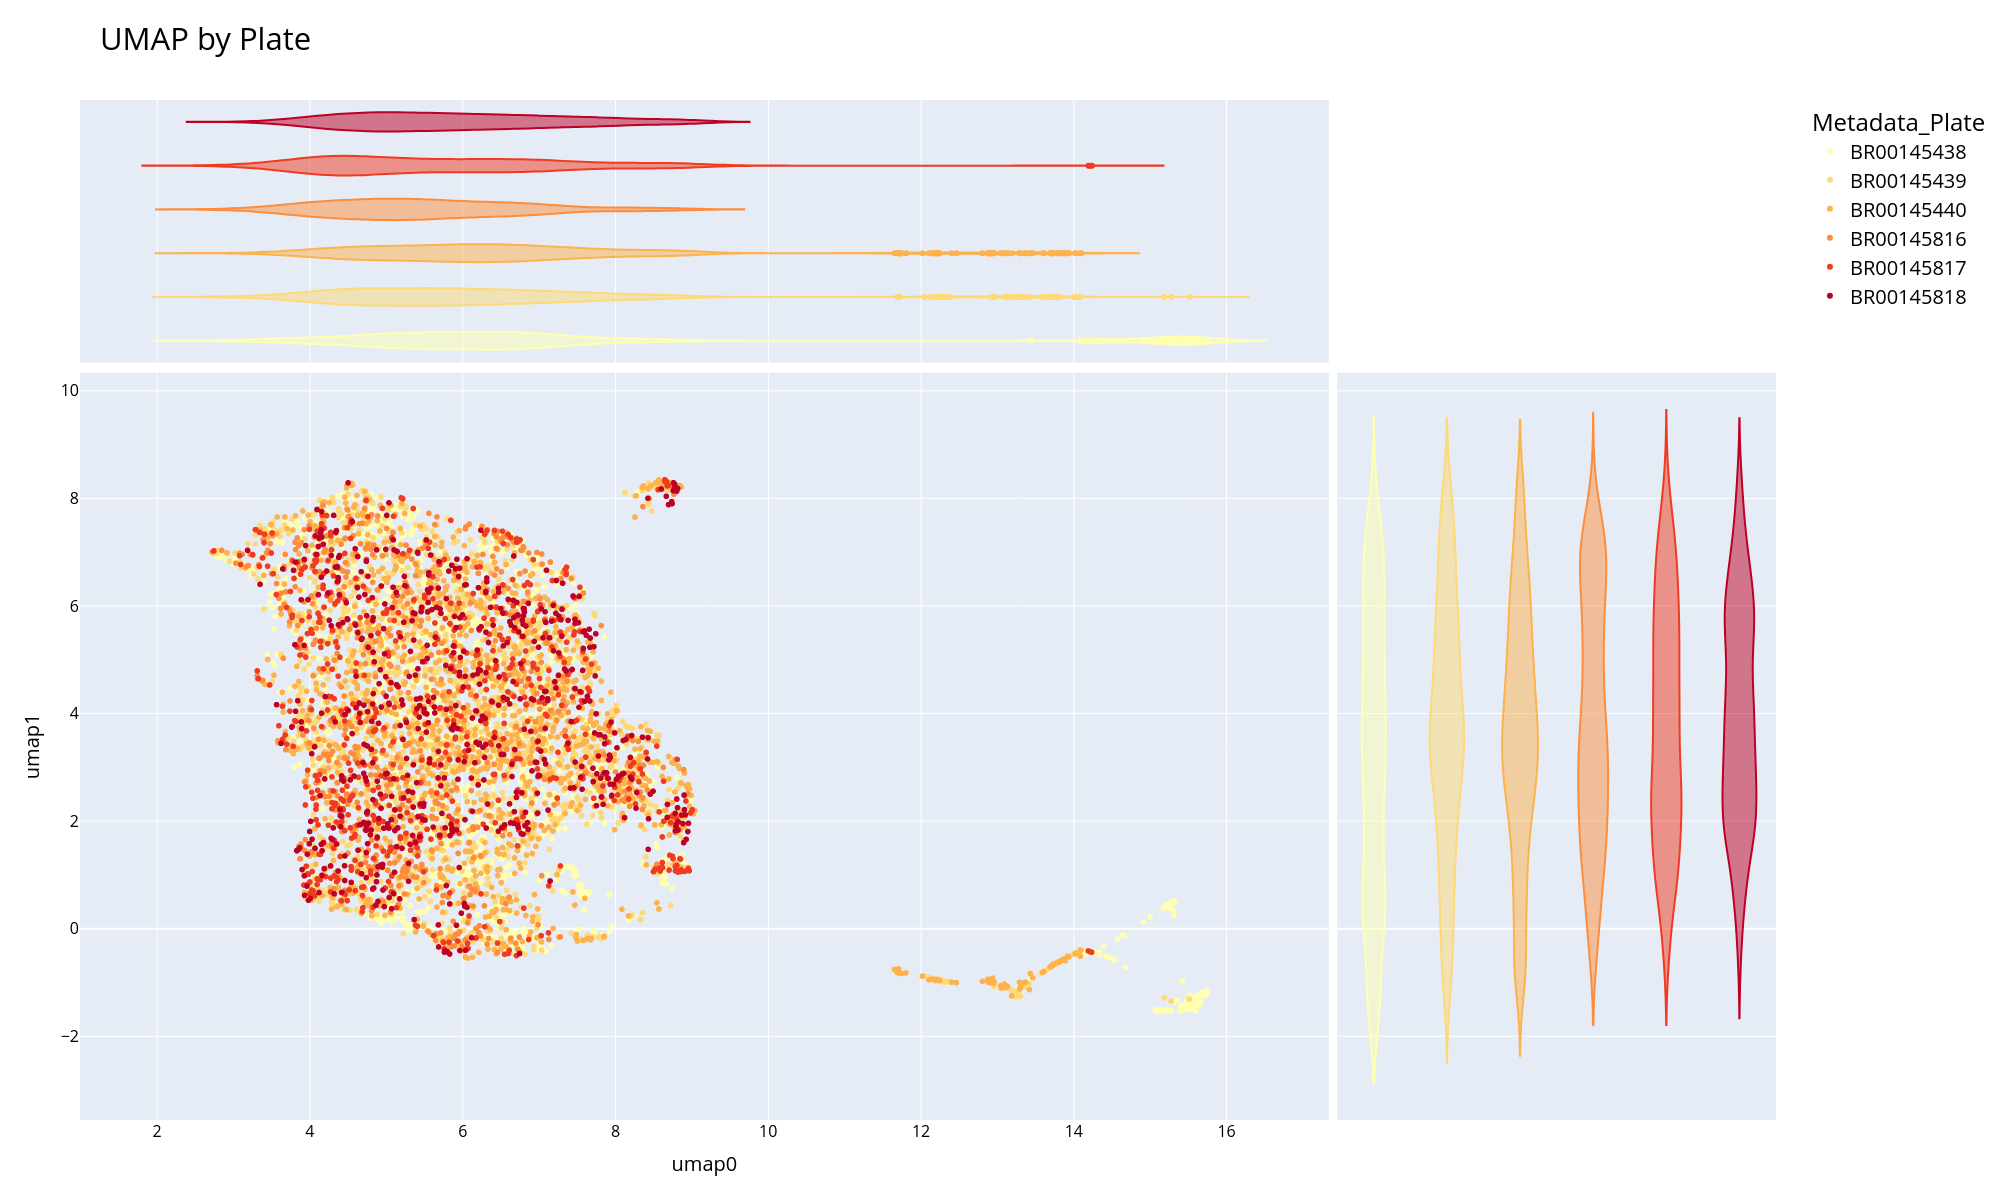 UMAP by Plate
Metadata_Plate
BR00145438
BR00145439
BR00145440
BR00145816
BR00145817
BR00145818
10
8
6
4
2
0
−2
umap1
2 4 6 8 10 12 14 16
umap0